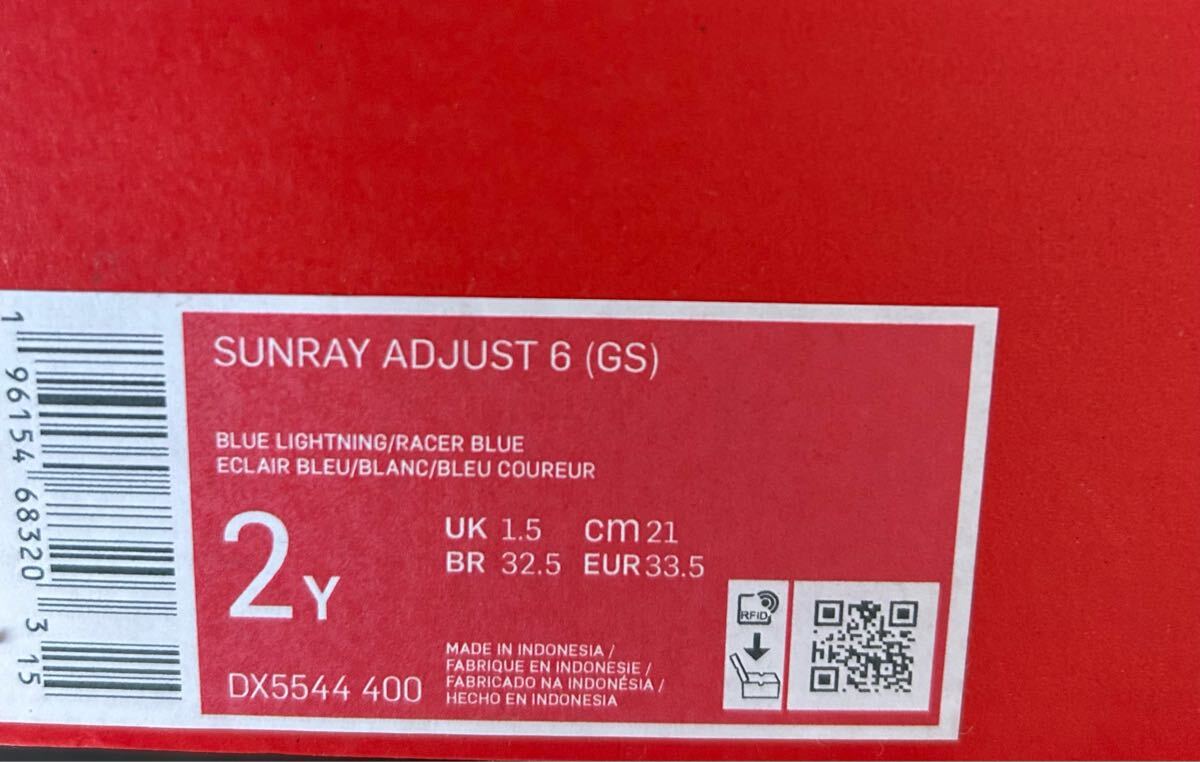 SUNRAY ADJUST 6 (GS)
BLUE LIGHTNING/RACER BLUE
ECLAIR BLEU/BLANC/BLEU COUREUR
2Y
UK 1.5 cm 21
BR 32.5 EUR 33.5
DX5544 400
MADE IN INDONESIA /
FABRIQUE EN INDONESIE /
FABRICADO NA INDONÉSIA /
HECHO EN INDONESIA
RFID
1 96154 68320 3 15